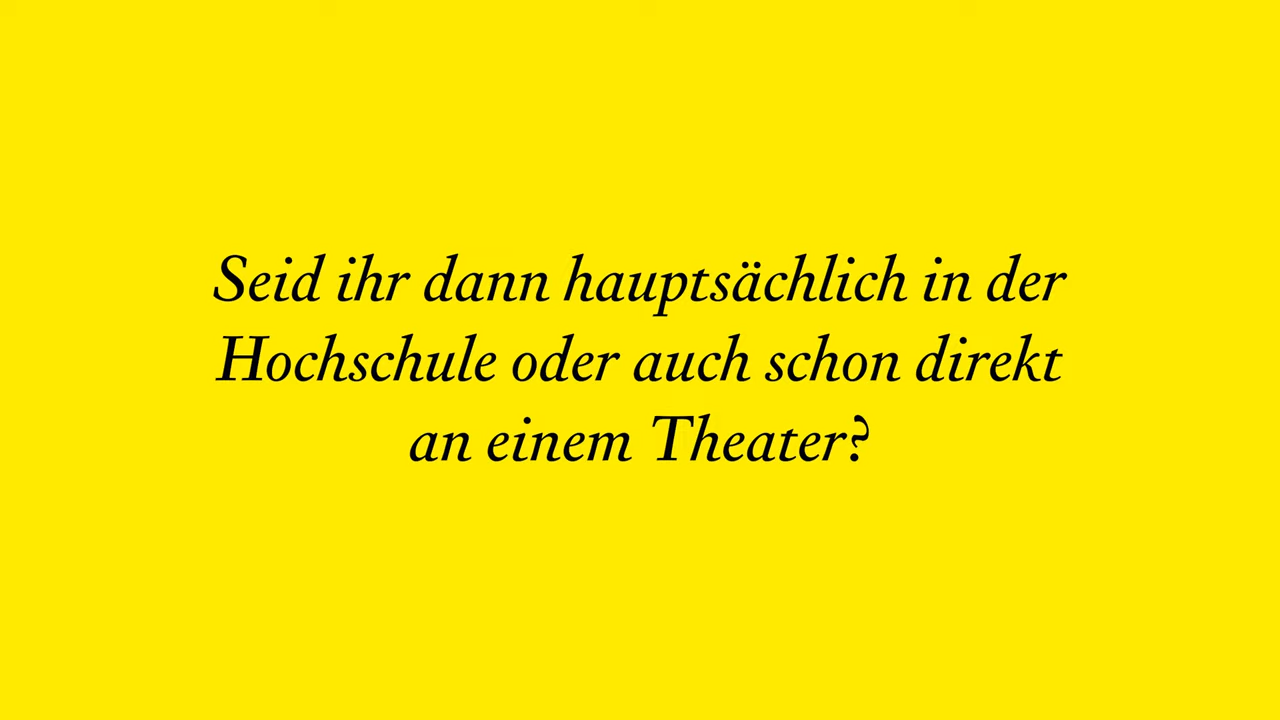 Seid ihr dann hauptsächlich in der
Hochschule oder auch schon direkt
an einem Theater?